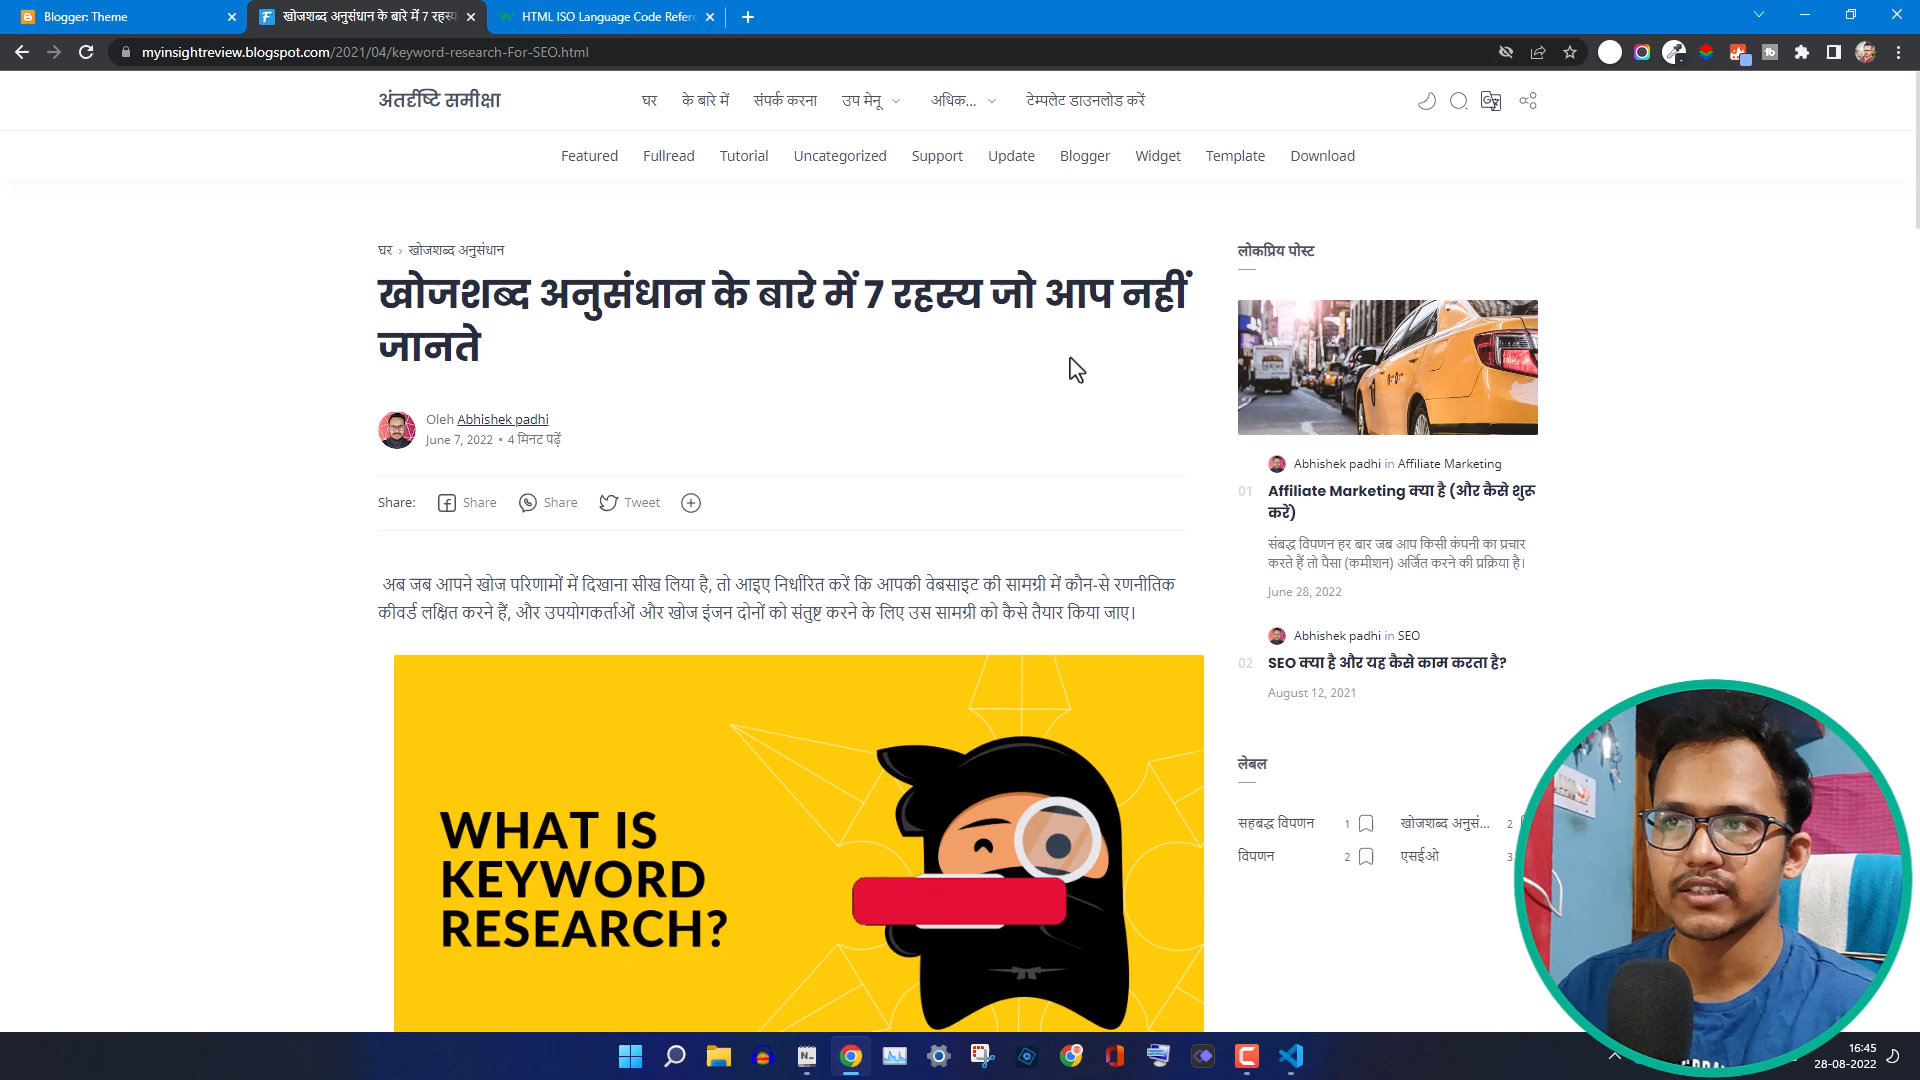 Blogger: Theme
खोजशब्द अनुसंधान के बारे में 7 रहस्य
HTML ISO Language Code Refer
myinsightreview.blogspot.com/2021/04/keyword-research-For-SEO.html
अंतर्दृष्टि समीक्षा
घर
के बारे में
संपर्क करना
उप मेनू
अधिक...
टेम्पलेट डाउनलोड करें
Featured
Fullread
Tutorial
Uncategorized
Support
Update
Blogger
Widget
Template
Download
घर › खोजशब्द अनुसंधान
खोजशब्द अनुसंधान के बारे में 7 रहस्य जो आप नहीं
जानते
Oleh Abhishek padhi
June 7, 2022 • 4 मिनट पढ़ें
Share:
Share
Share
Tweet
अब जब आपने खोज परिणामों में दिखाना सीख लिया है, तो आइए निर्धारित करें कि आपकी वेबसाइट की सामग्री में कौन-से रणनीतिक
कीवर्ड लक्षित करने हैं, और उपयोगकर्ताओं और खोज इंजन दोनों को संतुष्ट करने के लिए उस सामग्री को कैसे तैयार किया जाए।
WHAT IS
KEYWORD
RESEARCH?
लोकप्रिय पोस्ट
Abhishek padhi in Affiliate Marketing
01
Affiliate Marketing क्या है (और कैसे शुरू
करें)
संबद्ध विपणन हर बार जब आप किसी कंपनी का प्रचार
करते हैं तो पैसा (कमीशन) अर्जित करने की प्रक्रिया है।
June 28, 2022
Abhishek padhi in SEO
02
SEO क्या है और यह कैसे काम करता है?
August 12, 2021
लेबल
सहबद्ध विपणन 1
खोजशब्द अनुसं... 2
विपणन 2
एसईओ 3
16:45
28-08-2022